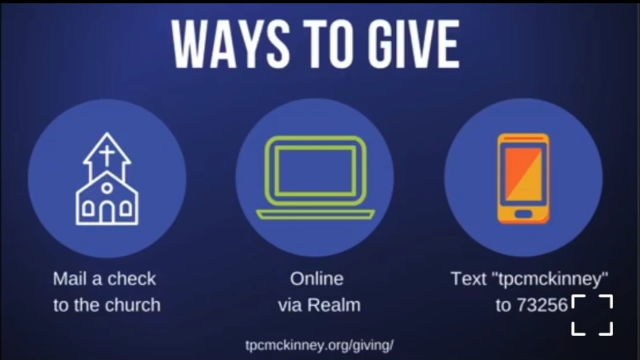 WAYS TO GIVE
Mail a check
to the church
Online
via Realm
Text "tpcmckinney"
to 73256
tpcmckinney.org/giving/